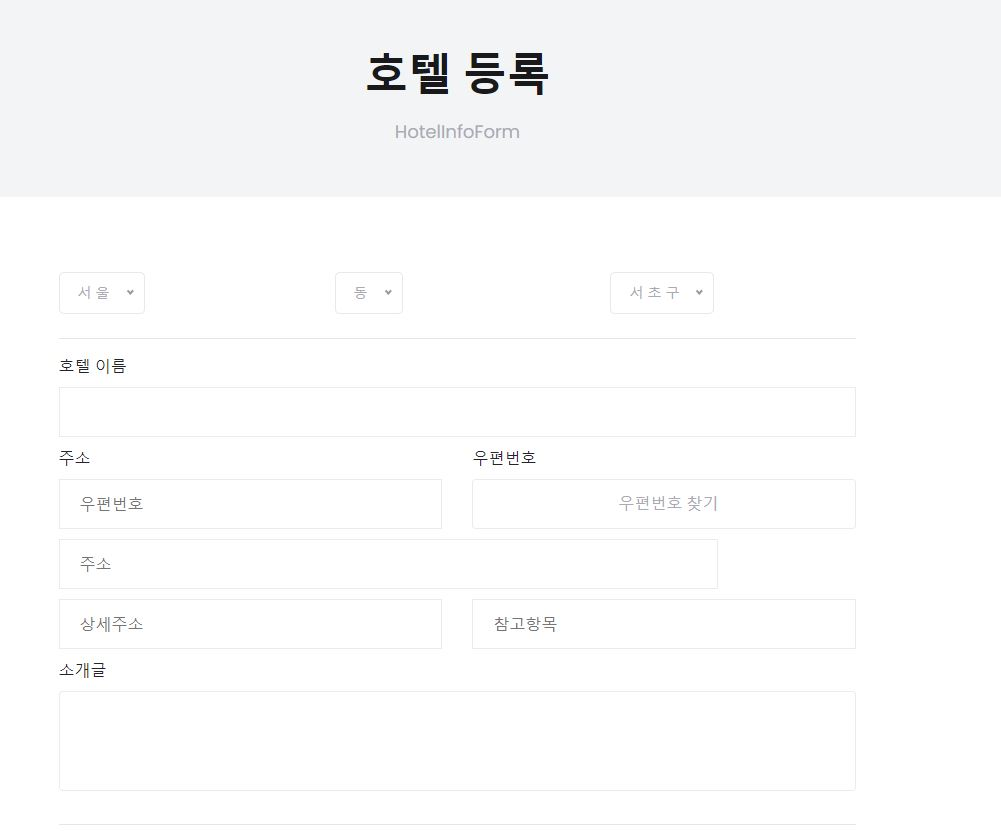 호텔 등록
HotelInfoForm
서울 동 서초구
호텔 이름
주소 우편번호
우편번호 우편번호 찾기
주소
상세주소 참고항목
소개글